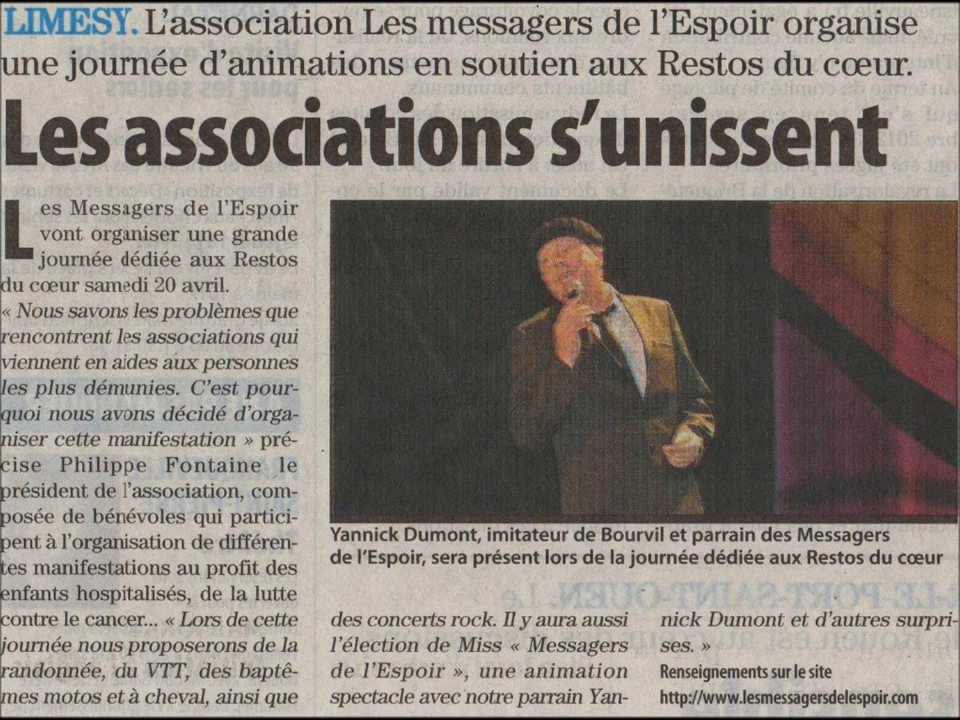 LIMESY. L’association Les messagers de l’Espoir organise
une journée d’animations en soutien aux Restos du cœur.
Les associations s’unissent
Les Messagers de l’Espoir
vont organiser une grande
journée dédiée aux Restos
du cœur samedi 20 avril.
« Nous savons les problèmes que
rencontrent les associations qui
viennent en aides aux personnes
les plus démunies. C’est pour-
quoi nous avons décidé d’orga-
niser cette manifestation » pré-
cise Philippe Fontaine le
président de l’association, com-
posée de bénévoles qui partici-
pent à l’organisation de différen-
tes manifestations au profit des
enfants hospitalisés, de la lutte
contre le cancer... « Lors de cette
journée nous proposerons de la
randonnée, du VTT, des baptê-
mes motos et à cheval, ainsi que
Yannick Dumont, imitateur de Bourvil et parrain des Messagers
de l’Espoir, sera présent lors de la journée dédiée aux Restos du cœur
des concerts rock. Il y aura aussi
l’élection de Miss « Messagers
de l’Espoir », une animation
spectacle avec notre parrain Yan-
nick Dumont et d’autres surpri-
ses. »
Renseignements sur le site
http://www.lesmessagersdelespoir.com